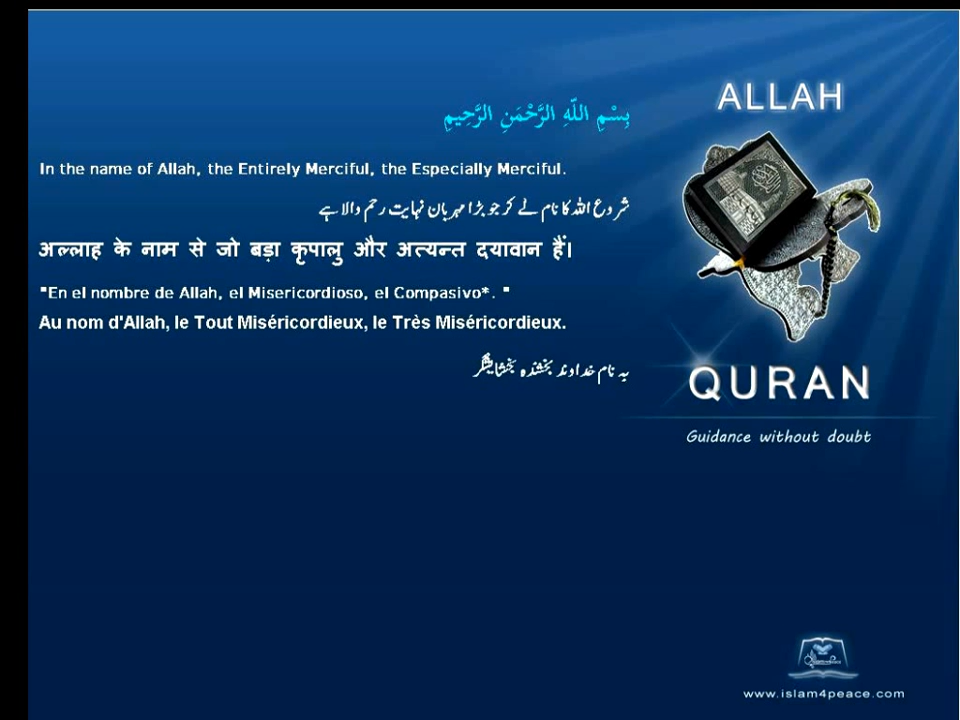 بِسْمِ اللّهِ الرَّحْمَنِ الرَّحِيمِ
In the name of Allah, the Entirely Merciful, the Especially Merciful.
شروع الله کا نام لے کر جو بڑا مہربان نہایت رحم والا ہے
अल्लाह के नाम से जो बड़ा कृपालु और अत्यन्त दयावान हैं।
"En el nombre de Allah, el Misericordioso, el Compasivo*. "
Au nom d'Allah, le Tout Miséricordieux, le Très Miséricordieux.
به نام خداوند بخشنده بخشایشگر
ALLAH
QURAN
Guidance without doubt
www.islam4peace.com